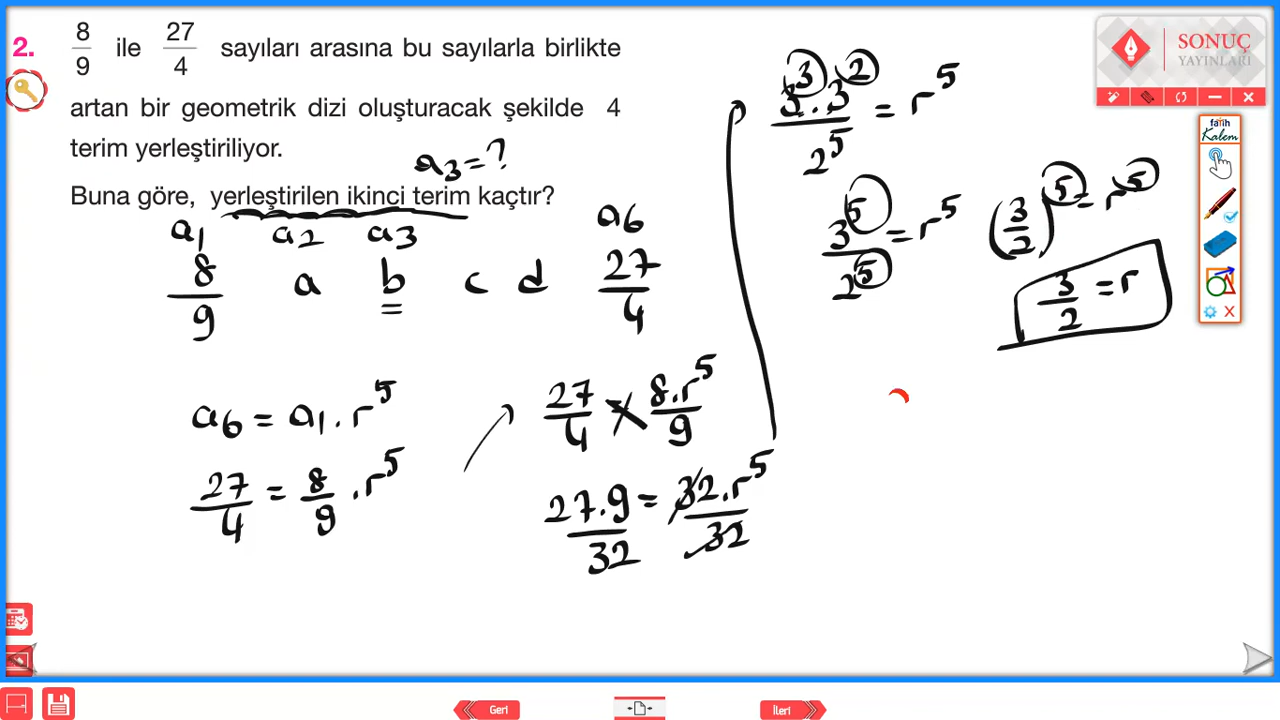 2. 8/9 ile 27/4 sayıları arasına bu sayılarla birlikte
artan bir geometrik dizi oluşturacak şekilde 4
terim yerleştiriliyor.
a3 = ?
Buna göre, yerleştirilen ikinci terim kaçtır?
a1 a2 a3 a6
8/9 a b c d 27/4
a6 = a1 . r^5
27/4 = 8/9 . r^5
27/4 = 8.r^5/9
27.9/32 = 32.r^5/32
3^3 . 3^2/2^5 = r^5
3^5/2^5 = r^5
(3/2)^5 = r^5
3/2 = r
SONUÇ
YAYINLARI
fatih
Kalem
Geri
İleri